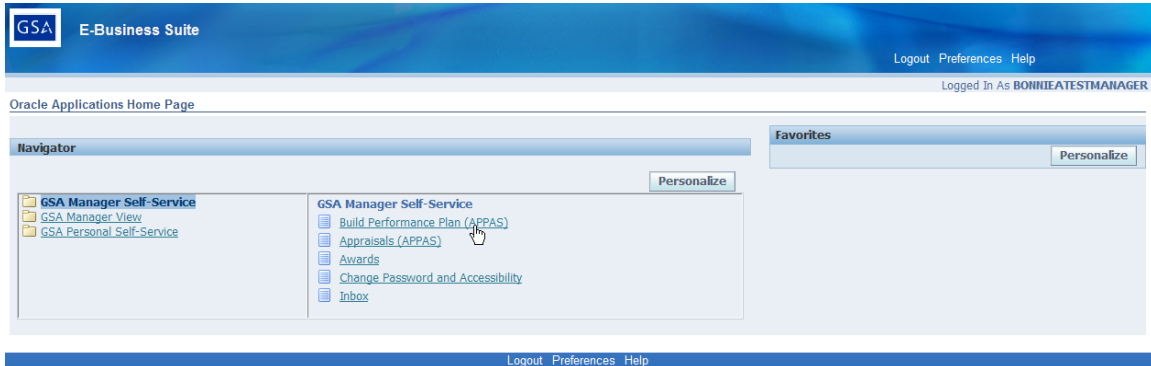 GSA E-Business Suite
Logout Preferences Help
Logged In As BONNIEATESTMANAGER
Oracle Applications Home Page
Navigator
Personalize
GSA Manager Self-Service
GSA Manager View
GSA Personal Self-Service
GSA Manager Self-Service
Build Performance Plan (APPAS)
Appraisals (APPAS)
Awards
Change Password and Accessibility
Inbox
Favorites
Personalize
Logout Preferences Help